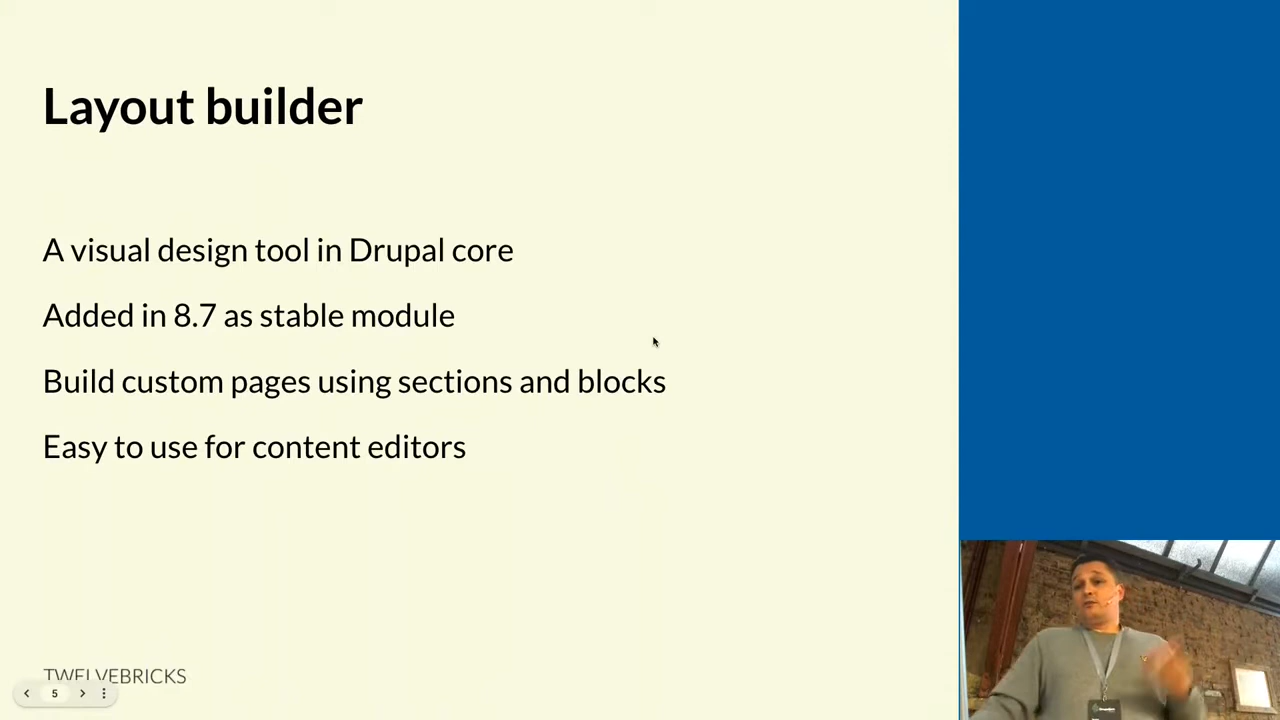 Layout builder
A visual design tool in Drupal core
Added in 8.7 as stable module
Build custom pages using sections and blocks
Easy to use for content editors
TWELVEBRICKS
5